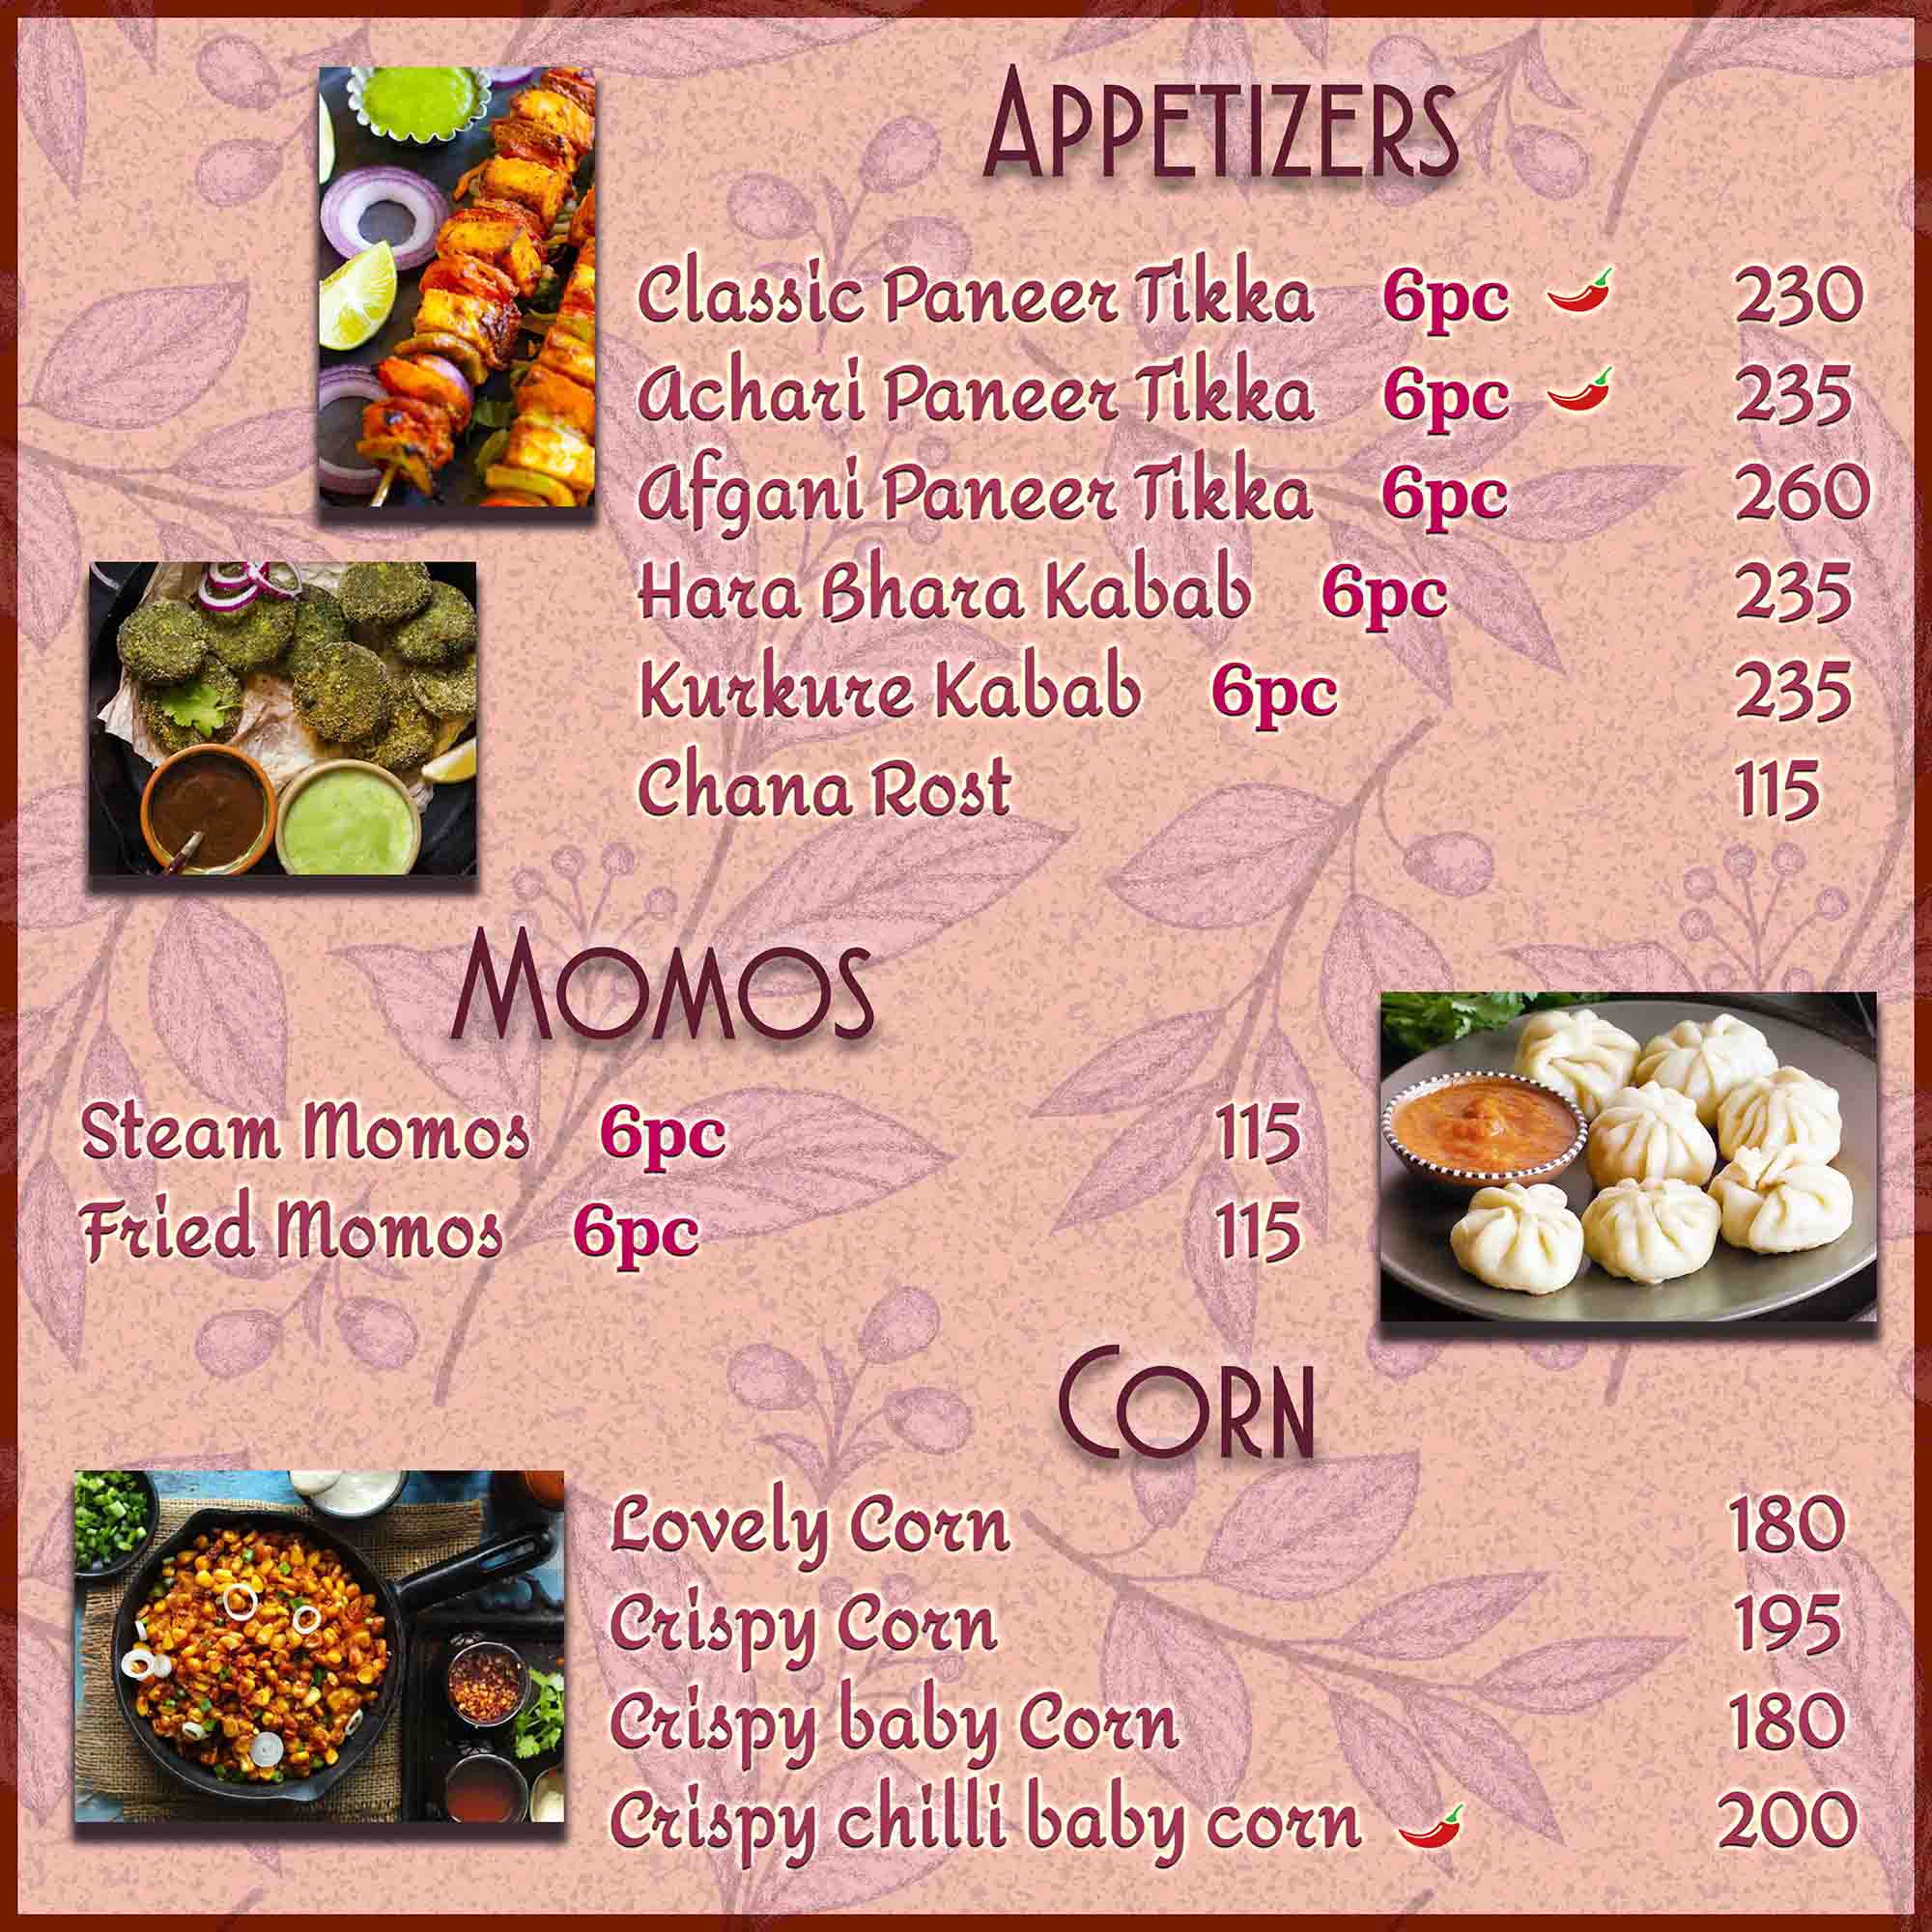 APPETIZERS
Classic Paneer Tikka 6pc 230
Achari Paneer Tikka 6pc 235
Afgani Paneer Tikka 6pc 260
Hara Bhara Kabab 6pc 235
Kurkure Kabab 6pc 235
Chana Rost 115
MOMOS
Steam Momos 6pc 115
Fried Momos 6pc 115
CORN
Lovely Corn 180
Crispy Corn 195
Crispy baby Corn 180
Crispy chilli baby corn 200